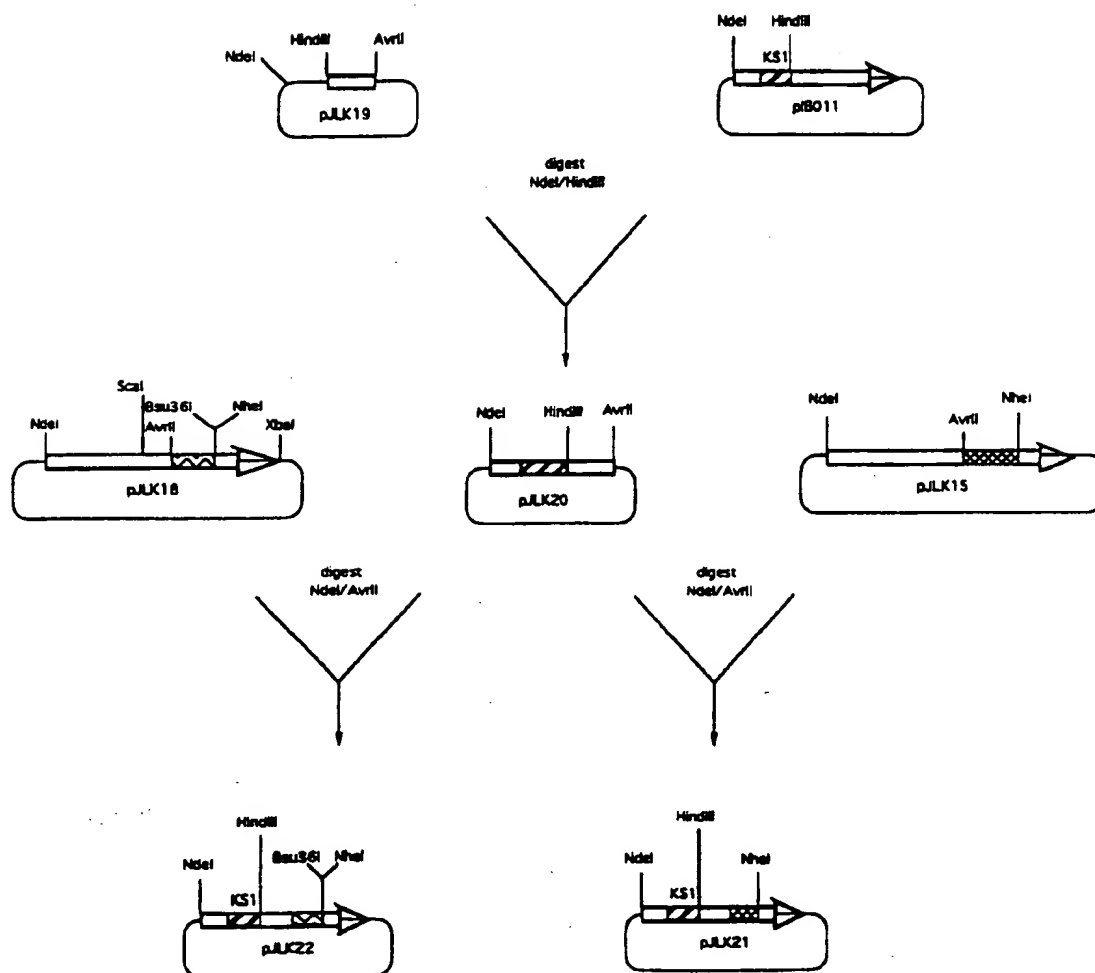 NdeI
HindIII
AvrII
pJLK19
NdeI
HindIII
KS1
pIB011
digest
NdeI/HindIII
NdeI
ScaI
AvrII
Bsu36I
NheI
XbaI
pJLK18
NdeI
HindIII
AvrII
pJLK20
NdeI
AvrII
NheI
pJLK15
digest
NdeI/AvrII
digest
NdeI/AvrII
NdeI
KS1
HindIII
Bsu36I
NheI
pJLK22
NdeI
KS1
HindIII
NheI
pJLK21